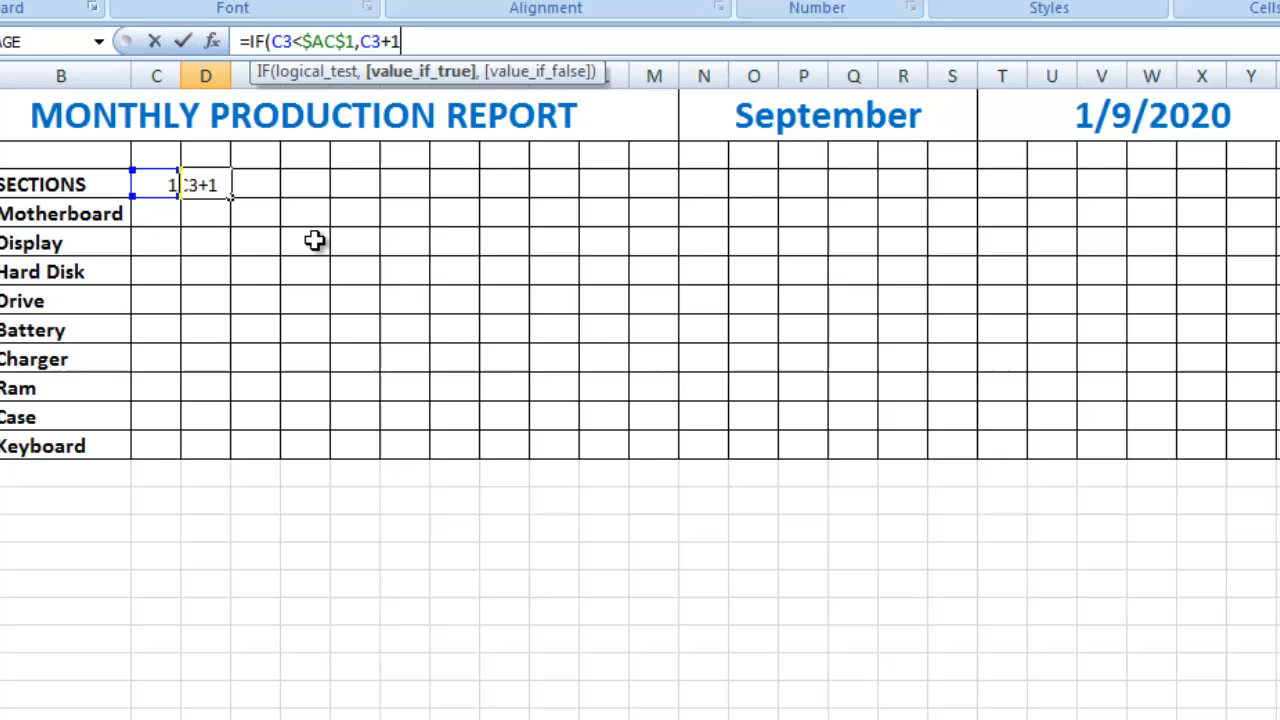 ard Font Alignment Number Styles Cells
AGE =IF(C3<$AC$1,C3+1
IF(logical_test, [value_if_true], [value_if_false])
B C D M N O P Q R S T U V W X Y
MONTHLY PRODUCTION REPORT September 1/9/2020
SECTIONS 1 C3+1
Motherboard
Display
Hard Disk
Drive
Battery
Charger
Ram
Case
Keyboard